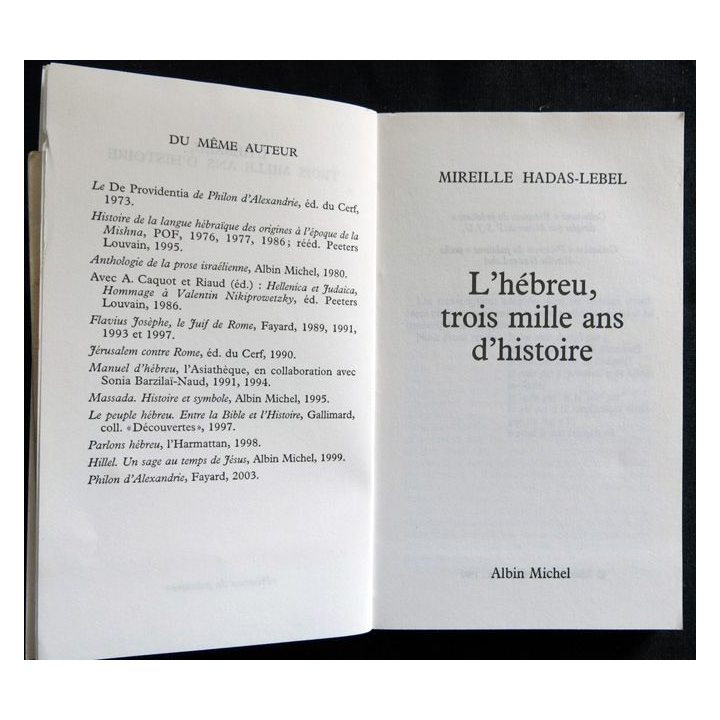 DU MÊME AUTEUR
Le De Providentia de Philon d'Alexandrie, éd. du Cerf,
1973.
Histoire de la langue hébraïque des origines à l'époque de la
Mishna, POF, 1976, 1977, 1986 ; rééd. Peeters
Louvain, 1995.
Anthologie de la prose israélienne, Albin Michel, 1980.
Avec A. Caquot et Riaud (éd.) : Hellenica et Judaica,
Hommage à Valentin Nikiprowetzky, éd. Peeters
Louvain, 1986.
Flavius Josèphe, le Juif de Rome, Fayard, 1989, 1991,
1993 et 1997.
Jérusalem contre Rome, éd. du Cerf, 1990.
Manuel d'hébreu, l'Asiathèque, en collaboration avec
Sonia Barzilaï-Naud, 1991, 1994.
Massada. Histoire et symbole, Albin Michel, 1995.
Le peuple hébreu. Entre la Bible et l'Histoire, Gallimard,
coll. «Découvertes», 1997.
Parlons hébreu, l'Harmattan, 1998.
Hillel. Un sage au temps de Jésus, Albin Michel, 1999.
Philon d'Alexandrie, Fayard, 2003.
MIREILLE HADAS-LEBEL
L'hébreu,
trois mille ans
d'histoire
Albin Michel